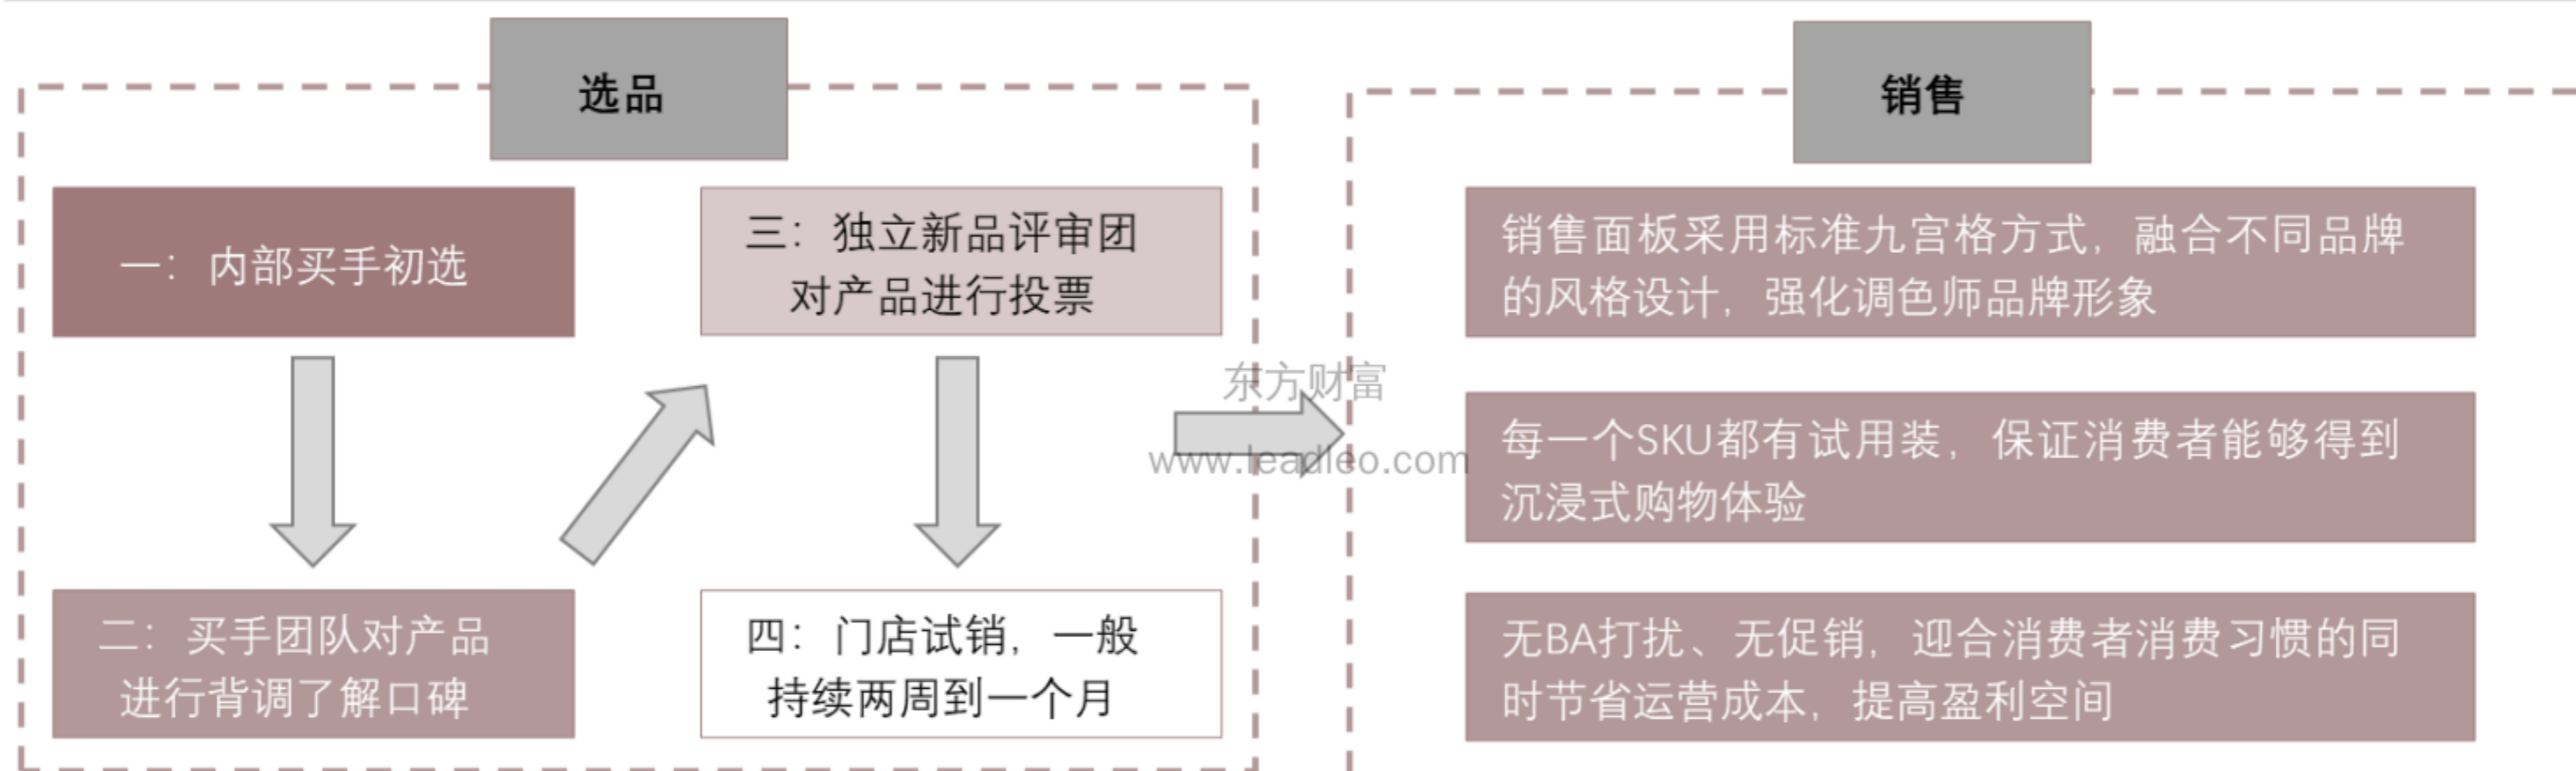 选品
一：内部买手初选
二：买手团队对产品
进行背调了解口碑
三：独立新品评审团
对产品进行投票
四：门店试销，一般
持续两周到一个月
东方财富
www.leadleo.com
销售
销售面板采用标准九宫格方式，融合不同品牌
的风格设计，强化调色师品牌形象
每一个SKU都有试用装，保证消费者能够得到
沉浸式购物体验
无BA打扰、无促销，迎合消费者消费习惯的同
时节省运营成本，提高盈利空间